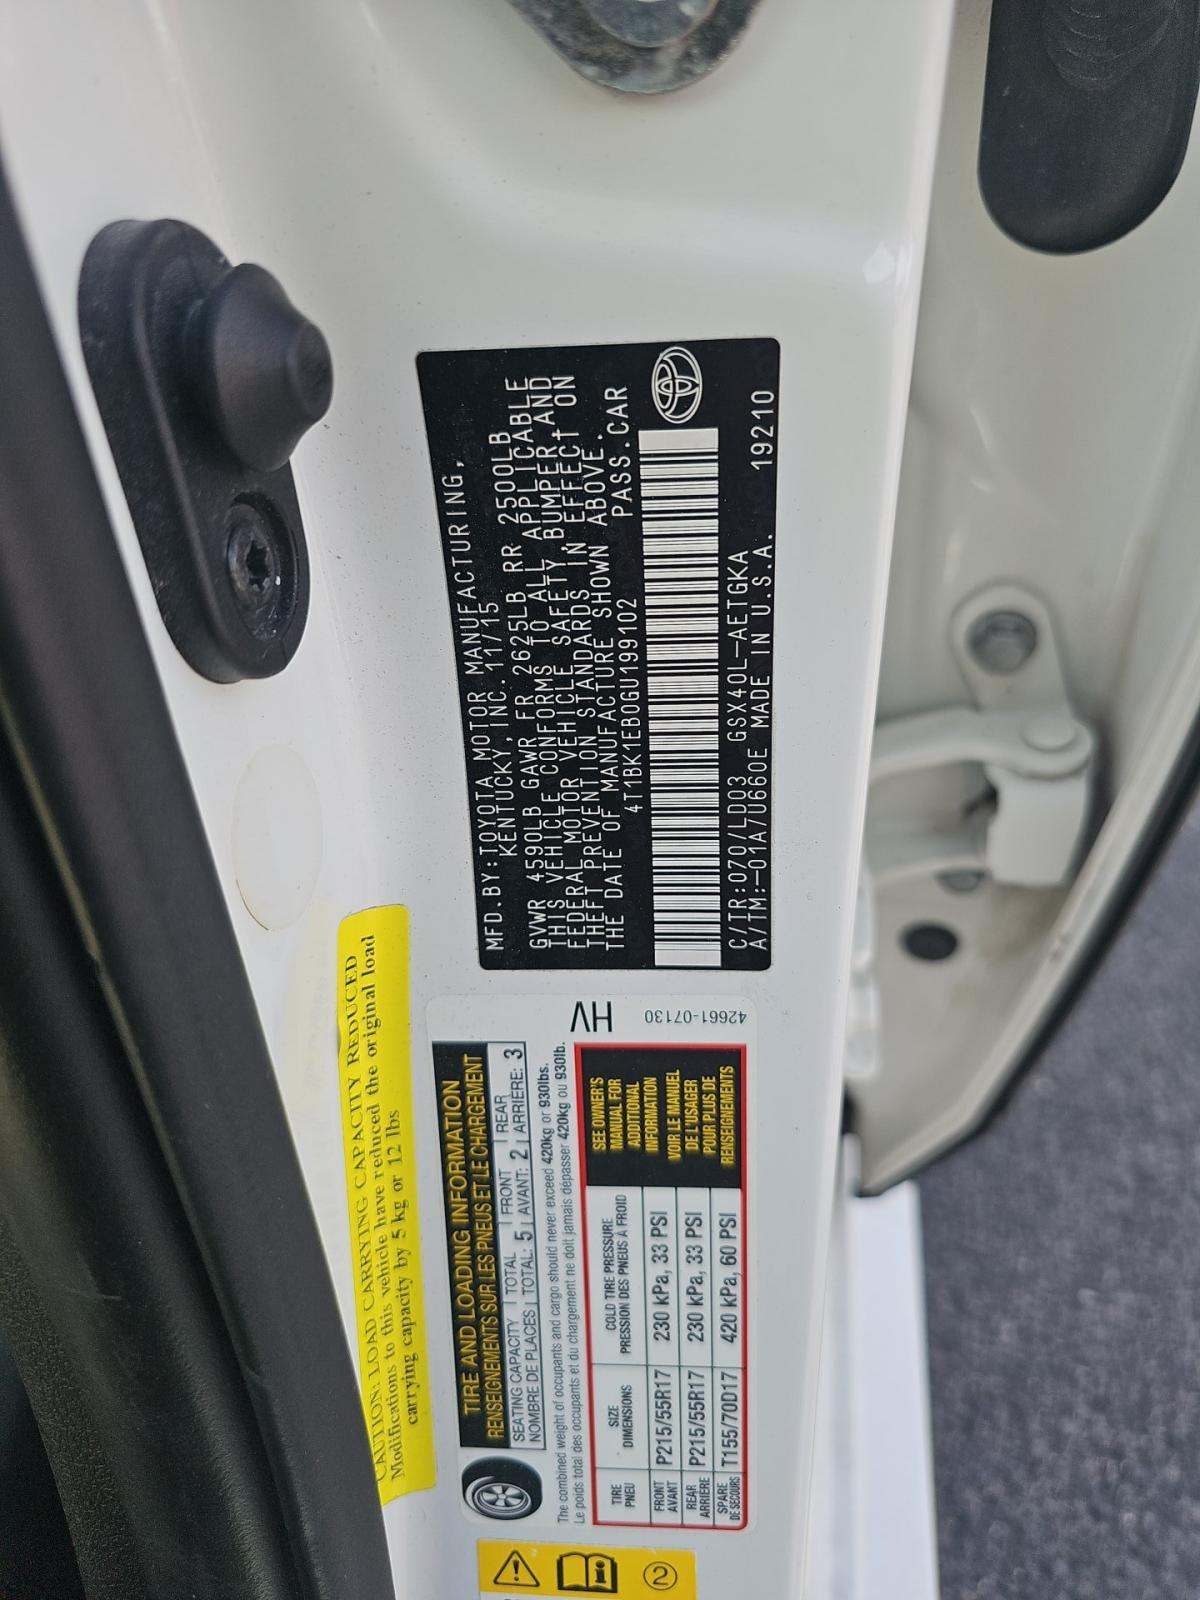 MFD.BY:TOYOTA MOTOR MANUFACTURING,
KENTUCKY, INC. 11/15
GVWR 4590LB GAWR FR 2625LB RR 2500LB
THIS VEHICLE CONFORMS TO ALL APPLICABLE
FEDERAL MOTOR VEHICLE SAFETY, BUMPER AND
THEFT PREVENTION STANDARDS IN EFFECT ON
THE DATE OF MANUFACTURE SHOWN ABOVE.
4T1BK1EB0GU199102 PASS.CAR
C/TR:070/LD03 GSX40L-AETGKA
A/TM:-01A/U660E MADE IN U.S.A. 19210
CAUTION: LOAD CARRYING CAPACITY REDUCED
Modifications to this vehicle have reduced the original load
carrying capacity by 5 kg or 12 lbs
TIRE AND LOADING INFORMATION
RENSEIGNEMENTS SUR LES PNEUS ET LE CHARGEMENT
SEATING CAPACITY TOTAL FRONT REAR
NOMBRE DE PLACES TOTAL: 5 AVANT: 2 ARRIÈRE: 3
The combined weight of occupants and cargo should never exceed 420kg or 930lbs.
Le poids total des occupants et du chargement ne doit jamais dépasser 420kg ou 930lb.
TIRE PNEU SIZE DIMENSIONS COLD TIRE PRESSURE PRESSION DES PNEUS À FROID
FRONT AVANT P215/55R17 230 kPa, 33 PSI
REAR ARRIÈRE P215/55R17 230 kPa, 33 PSI
SPARE DE SECOURS T155/70D17 420 kPa, 60 PSI
SEE OWNER'S
MANUAL FOR
ADDITIONAL
INFORMATION
VOIR LE MANUEL
DE L'USAGER
POUR PLUS DE
RENSEIGNEMENTS
HV
42661-07130
2